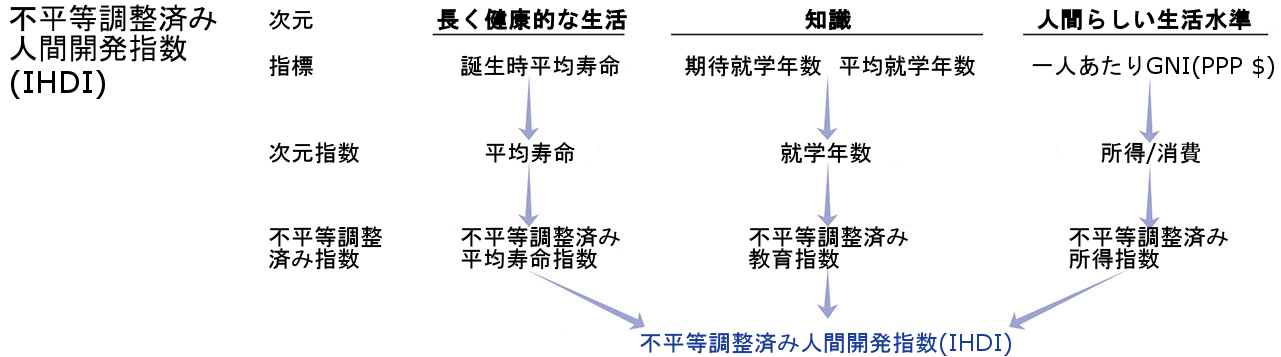 不平等調整済み
人間開発指数
(IHDI)
次元 長く健康的な生活 知識 人間らしい生活水準
指標 誕生時平均寿命 期待就学年数 平均就学年数 一人あたりGNI(PPP $)
次元指数 平均寿命 就学年数 所得/消費
不平等調整 不平等調整済み 不平等調整済み 不平等調整済み
済み指数 平均寿命指数 教育指数 所得指数
不平等調整済み人間開発指数(IHDI)